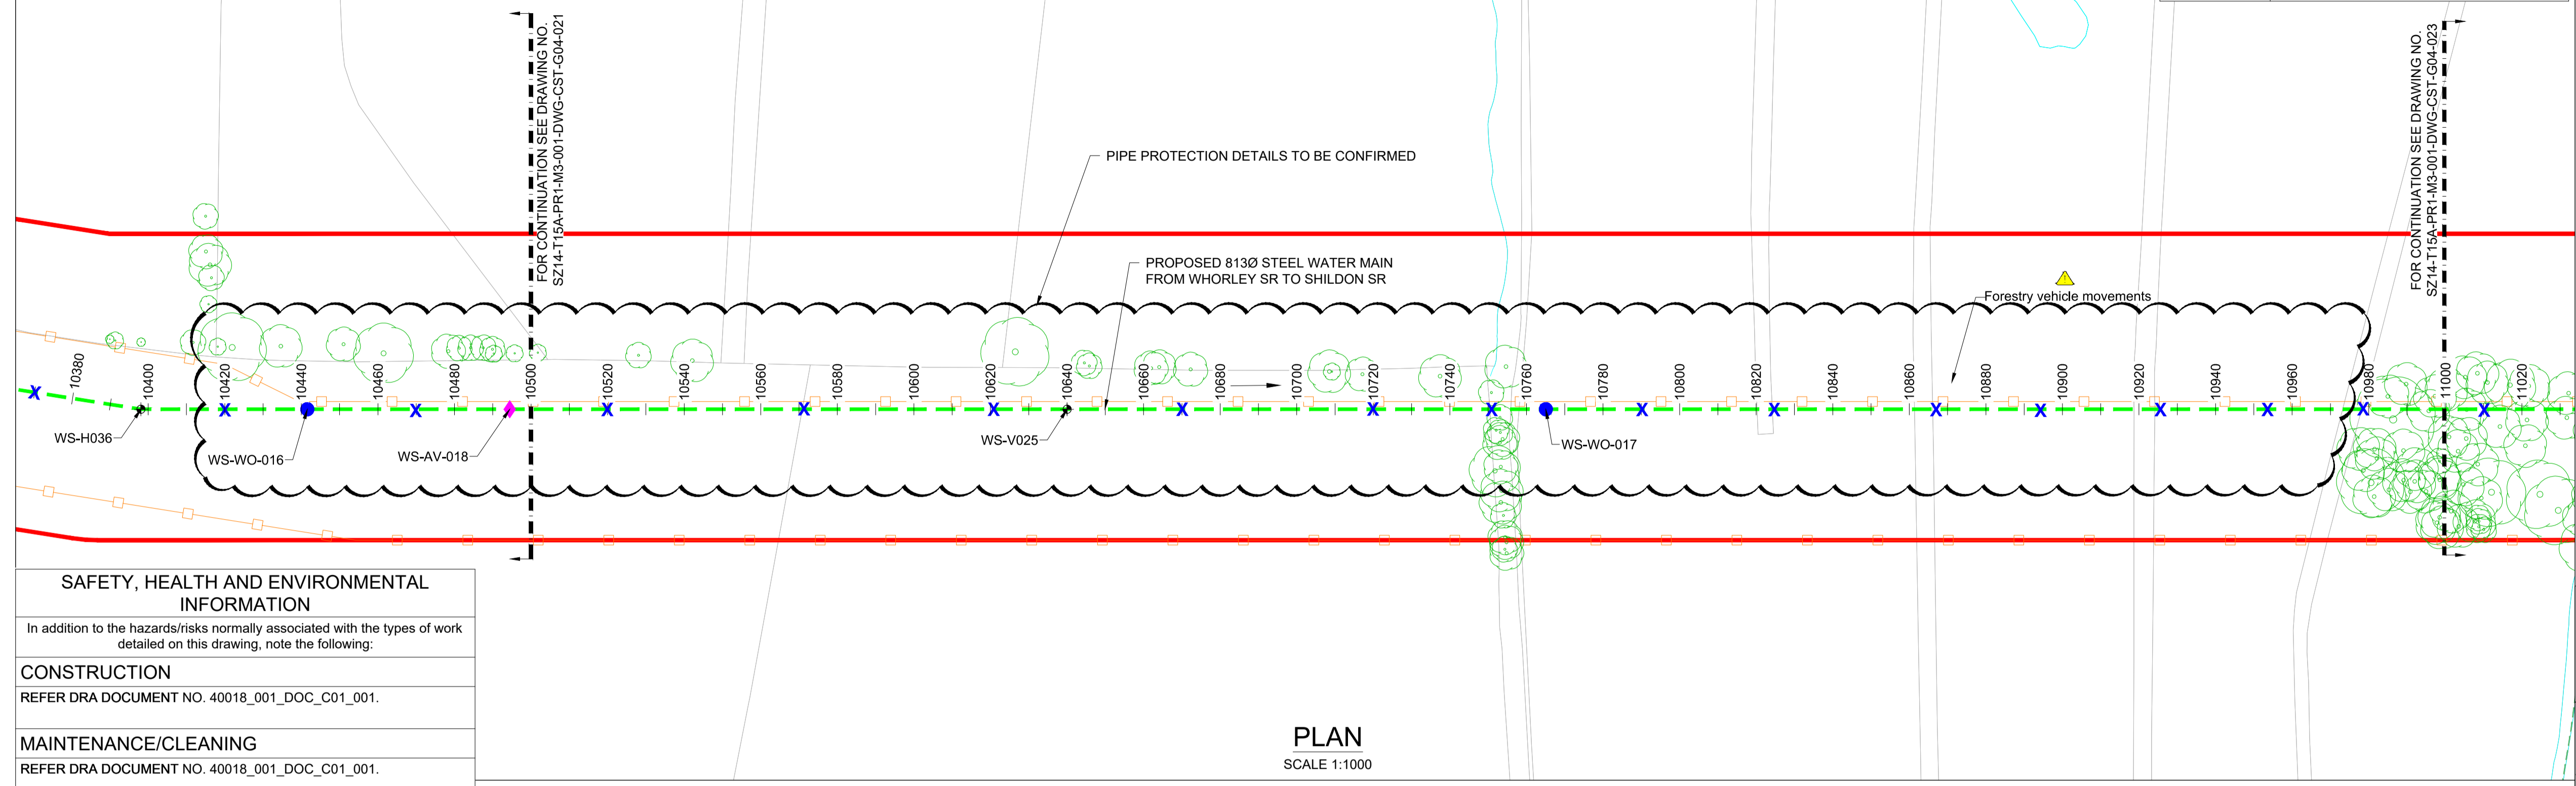 FOR CONTINUATION SEE DRAWING NO.
SZ14-T15A-PR1-M3-001-DWG-CST-G04-021
FOR CONTINUATION SEE DRAWING NO.
SZ14-T15A-PR1-M3-001-DWG-CST-G04-023
PIPE PROTECTION DETAILS TO BE CONFIRMED
PROPOSED 813Ø STEEL WATER MAIN
FROM WHORLEY SR TO SHILDON SR
Forestry vehicle movements
10380
10400
10420
10440
10460
10480
10500
10520
10540
10560
10580
10600
10620
10640
10660
10680
10700
10720
10740
10760
10780
10800
10820
10840
10860
10880
10900
10920
10940
10960
10980
11000
11020
X X X X X X X X X X X X X X X X
WS-H036
WS-WO-016
WS-AV-018
WS-V025
WS-WO-017
SAFETY, HEALTH AND ENVIRONMENTAL
INFORMATION
In addition to the hazards/risks normally associated with the types of work
detailed on this drawing, note the following:
CONSTRUCTION
REFER DRA DOCUMENT NO. 40018_001_DOC_C01_001.
MAINTENANCE/CLEANING
REFER DRA DOCUMENT NO. 40018_001_DOC_C01_001.
PLAN
SCALE 1:1000